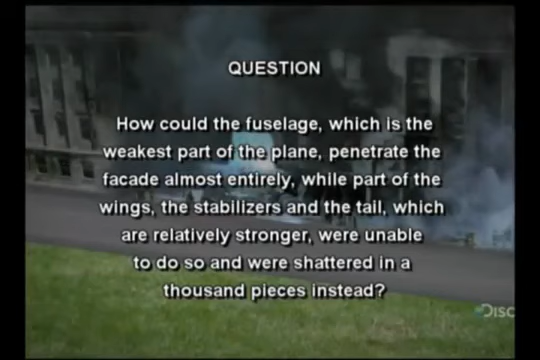 QUESTION
How could the fuselage, which is the
weakest part of the plane, penetrate the
facade almost entirely, while part of the
wings, the stabilizers and the tail, which
are relatively stronger, were unable
to do so and were shattered in a
thousand pieces instead?
DISC